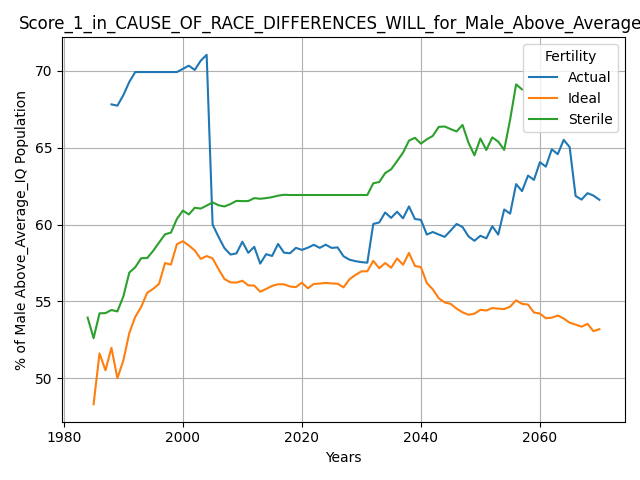 Score_1_in_CAUSE_OF_RACE_DIFFERENCES_WILL_for_Male_Above_Average
Fertility
Actual
Ideal
Sterile
% of Male Above_Average_IQ Population
70
65
60
55
50
1980
2000
2020
2040
2060
Years